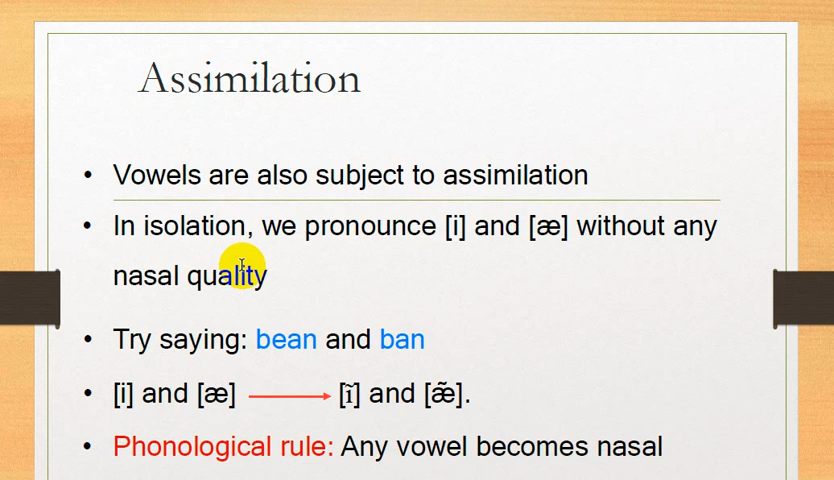 Assimilation
• Vowels are also subject to assimilation
• In isolation, we pronounce [i] and [æ] without any
nasal quality
• Try saying: bean and ban
• [i] and [æ] → [ĩ] and [æ̃].
• Phonological rule: Any vowel becomes nasal